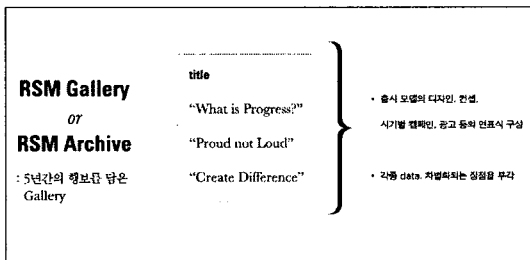 RSM Gallery
or
RSM Archive
: 5년간의 행보를 담은
Gallery
title
“What is Progress?”
“Proud not Loud”
“Create Difference”
• 출시 모델의 디자인, 컨셉,
시기별 캠페인, 광고 등의 연표식 구성
• 각종 data, 차별화되는 장점을 부각